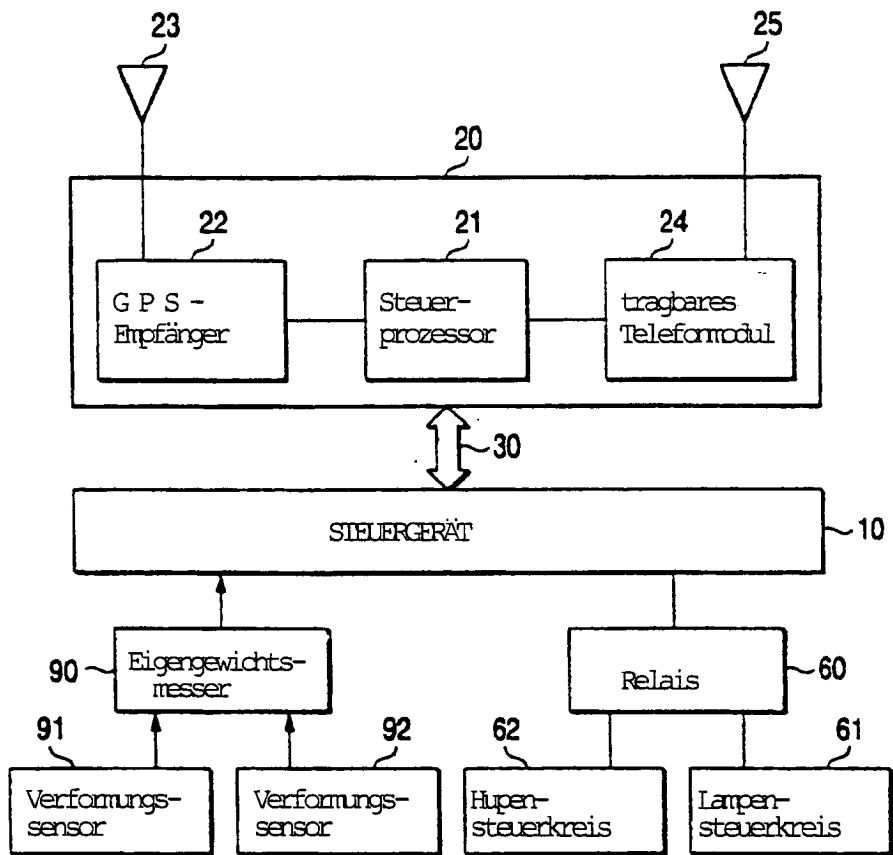 23
25
20
22
21
24
GPS-
Empfänger
Steuer-
prozessor
tragbares
Telefonmodul
30
STEUERGERÄT
10
90
Eigengewichts-
messer
Relais
60
91
92
62
61
Verformungs-
sensor
Verformungs-
sensor
Hupen-
steuerkreis
Lampen-
steuerkreis